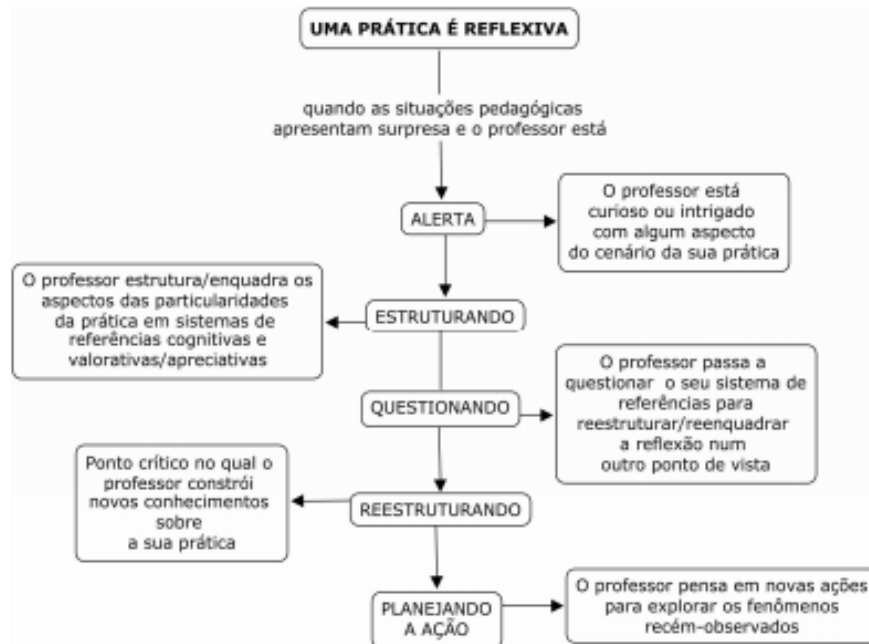 UMA PRÁTICA É REFLEXIVA
quando as situações pedagógicas
apresentam surpresa e o professor está
ALERTA
O professor está
curioso ou intrigado
com algum aspecto
do cenário da sua prática
O professor estrutura/enquadra os
aspectos das particularidades
da prática em sistemas de
referências cognitivas e
valorativas/apreciativas
ESTRUTURANDO
QUESTIONANDO
O professor passa a
questionar o seu sistema de
referências para
reestruturar/reenquadrar
a reflexão num
outro ponto de vista
Ponto crítico no qual o
professor constrói
novos conhecimentos
sobre
a sua prática
REESTRUTURANDO
PLANEJANDO
A AÇÃO
O professor pensa em novas ações
para explorar os fenômenos
recém-observados